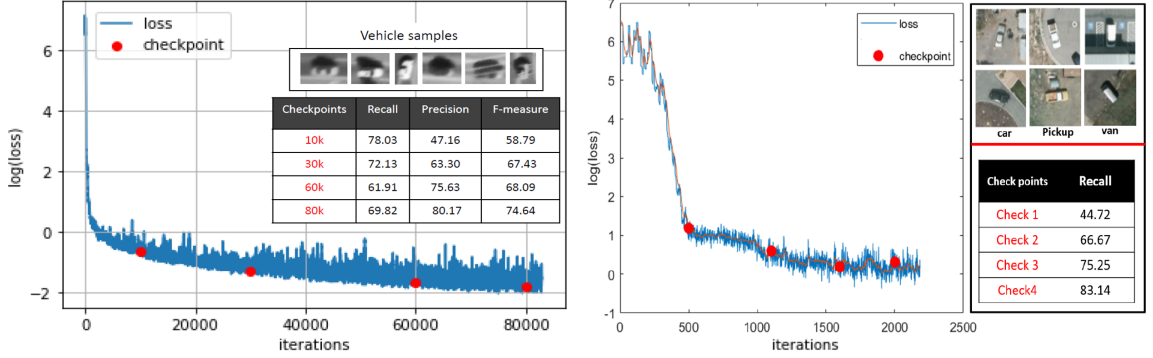 loss
checkpoint
Vehicle samples
Checkpoints Recall Precision F-measure
10k 78.03 47.16 58.79
30k 72.13 63.30 67.43
60k 61.91 75.63 68.09
80k 69.82 80.17 74.64
log(loss)
6
4
2
0
−2
0 20000 40000 60000 80000
iterations
loss
checkpoint
log(loss)
7
6
5
4
3
2
1
0
-1
0 500 1000 1500 2000 2500
iterations
car Pickup van
Check points Recall
Check 1 44.72
Check 2 66.67
Check 3 75.25
Check4 83.14